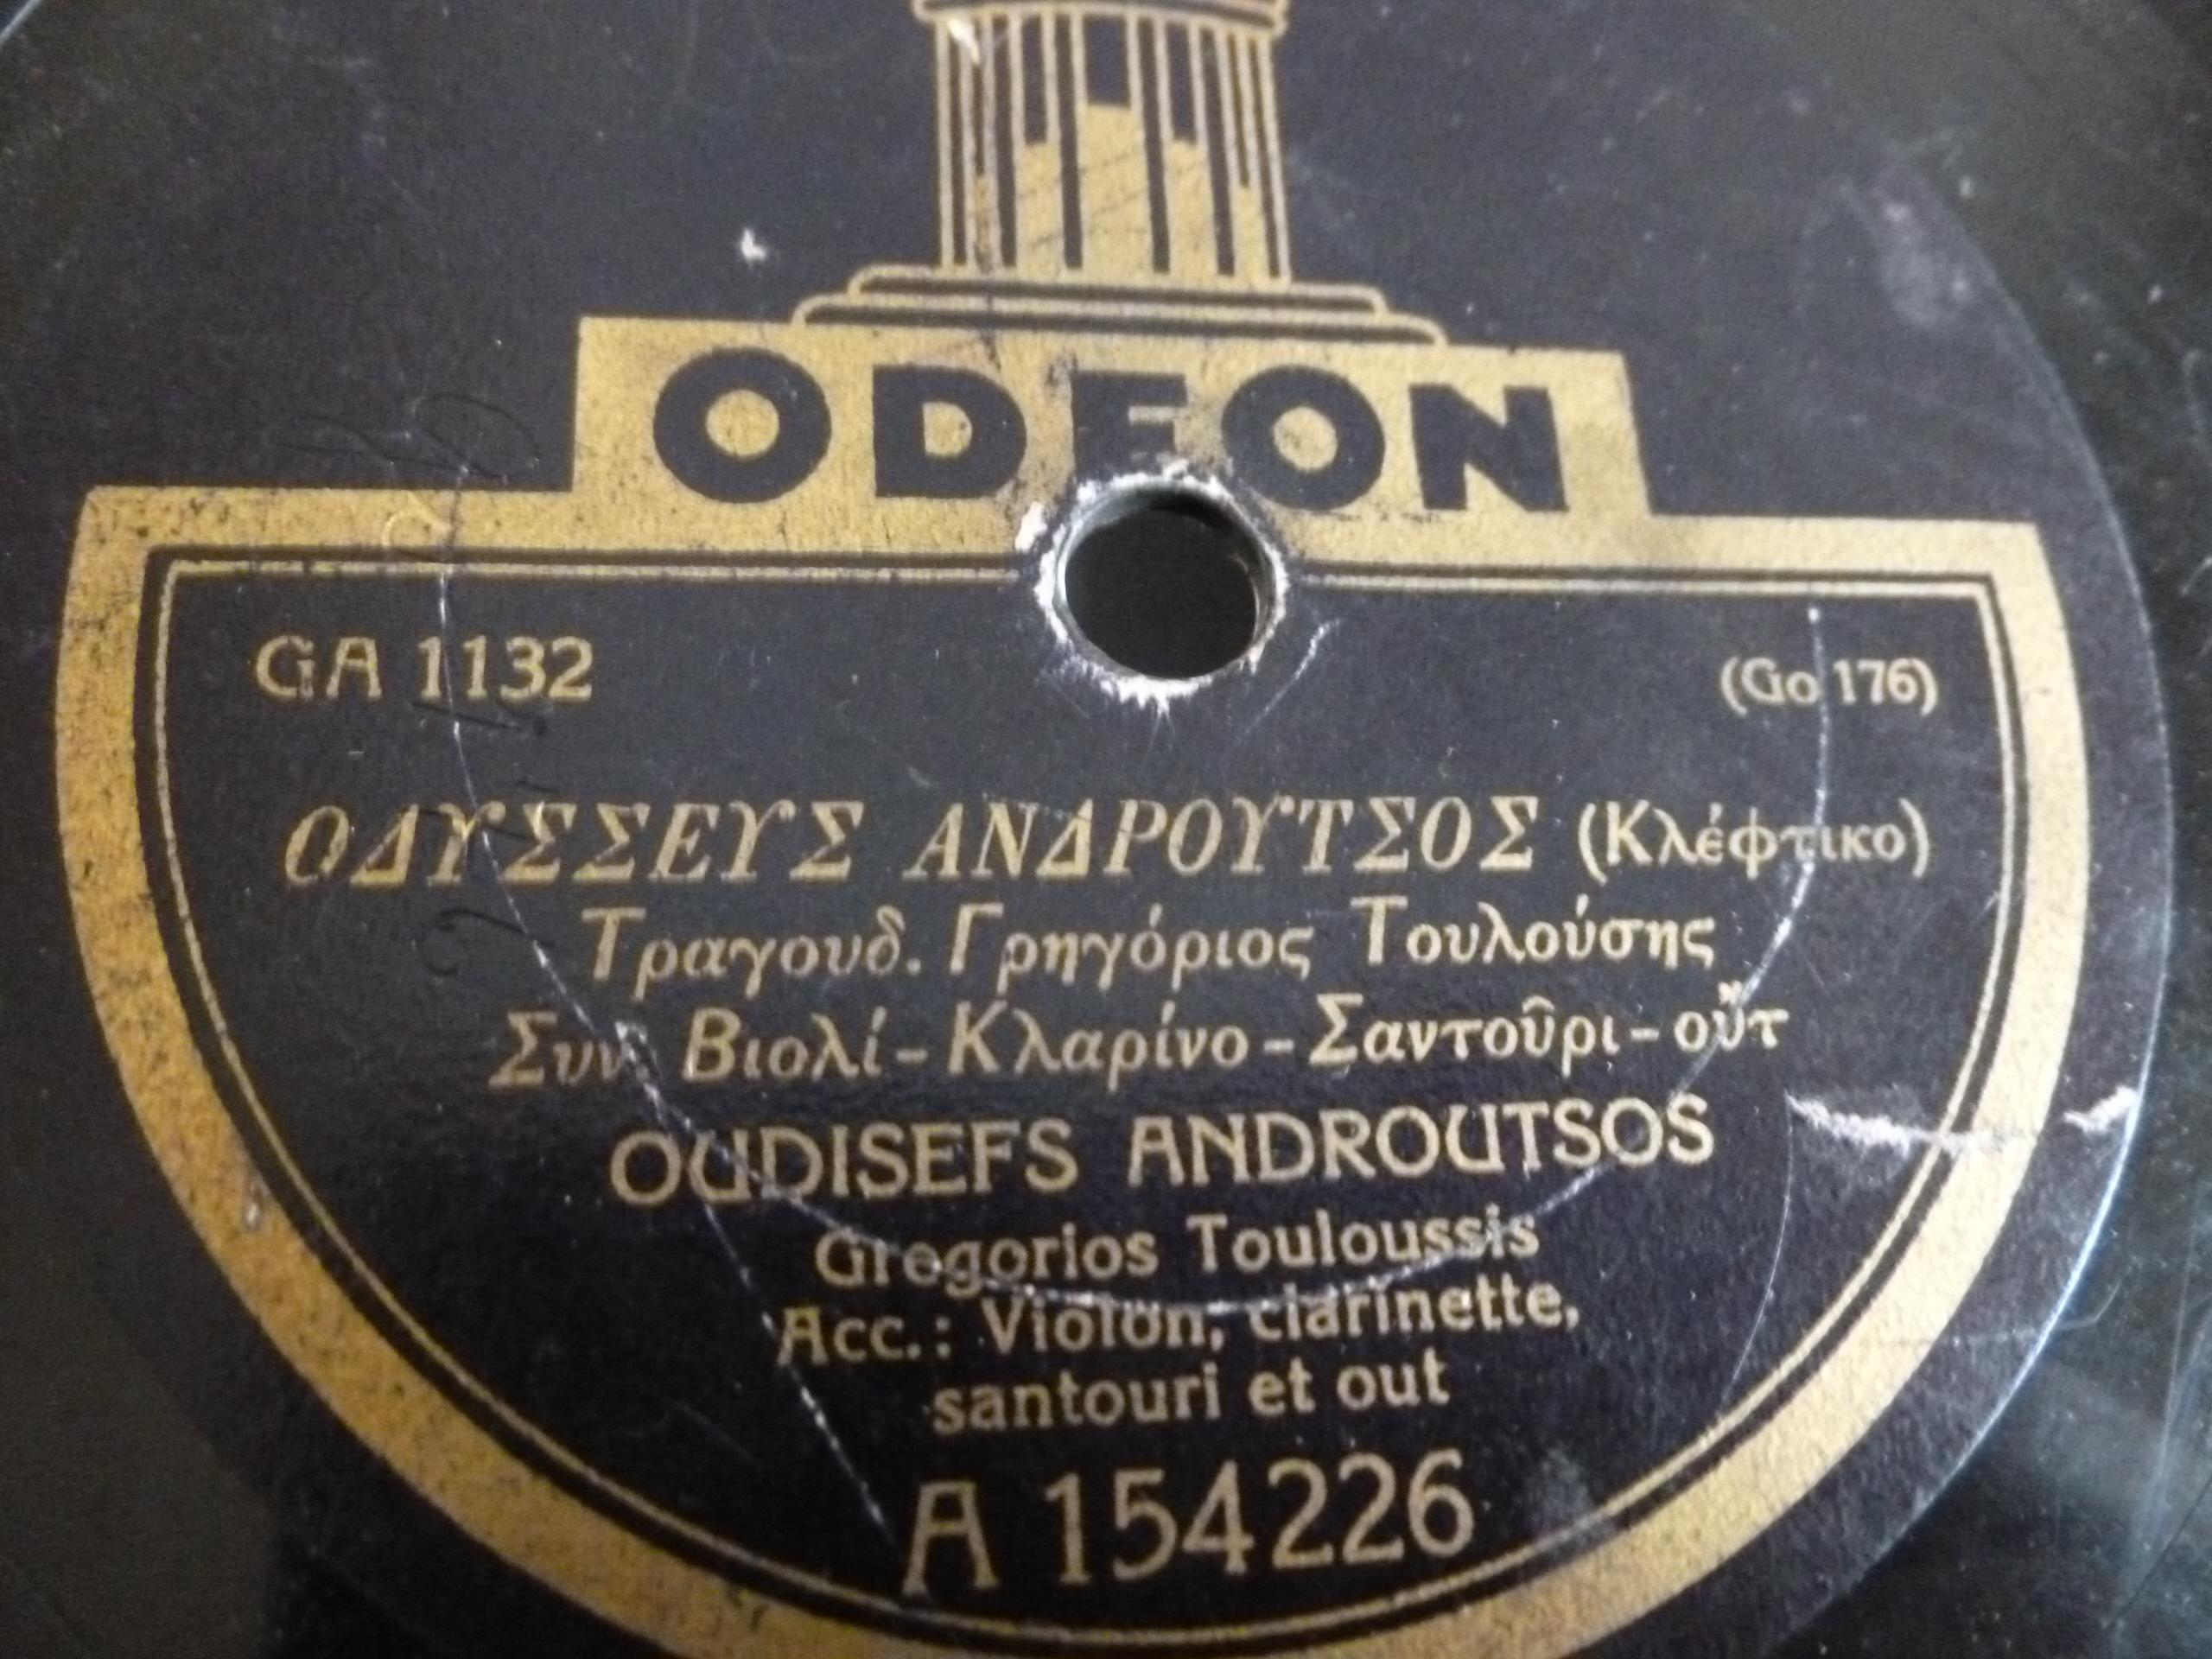 ODEON
GA 1132 (Go 176)
ΟΔΥΣΣΕΥΣ ΑΝΔΡΟΥΤΣΟΣ (Κλέφτικο)
Τραγουδ. Γρηγόριος Τουλούσης
Συν. Βιολί - Κλαρίνο - Σαντοῦρι - οὔτ
OUDISEFS ANDROUTSOS
Gregorios Touloussis
Acc.: Violon, clarinette,
santouri et out
A 154226